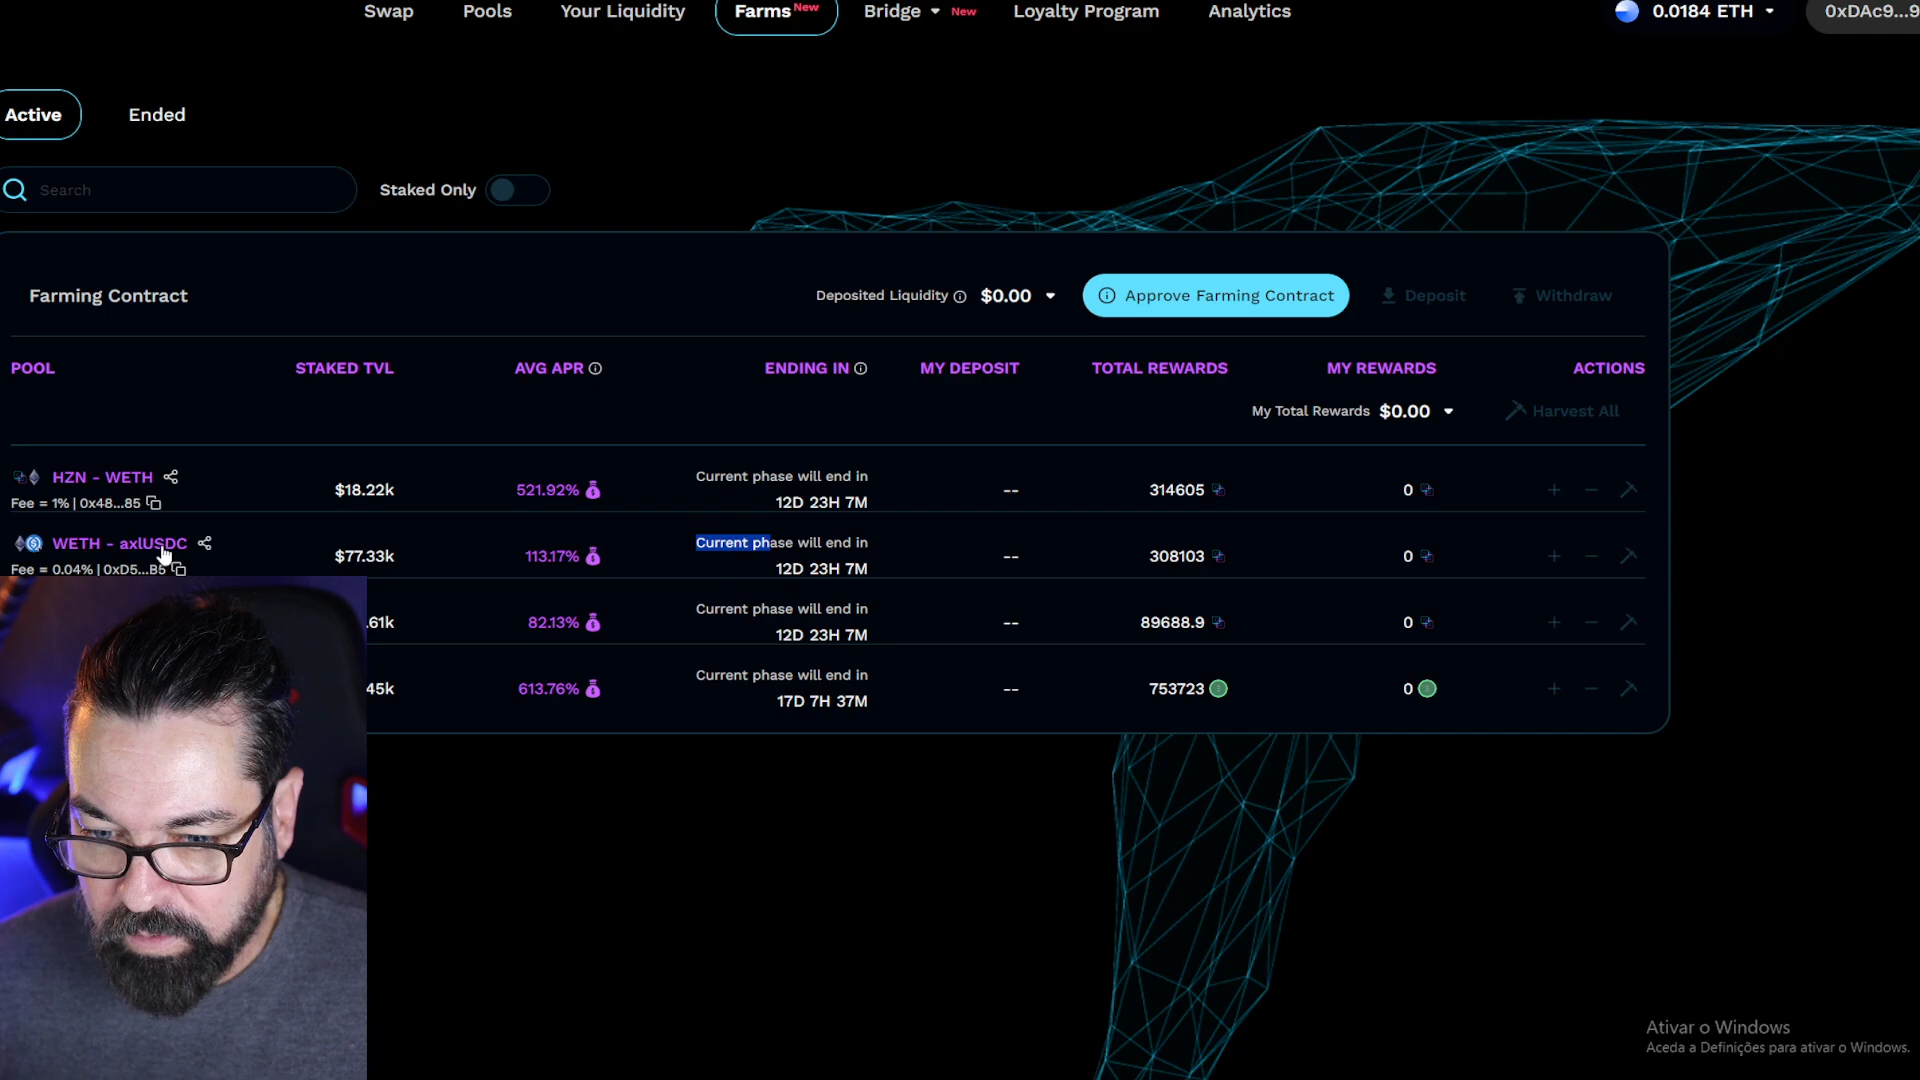 Swap Pools Your Liquidity Farms New Bridge New Loyalty Program Analytics 0.0184 ETH 0xDAc9...9
Active Ended
Search Staked Only
Farming Contract Deposited Liquidity $0.00 Approve Farming Contract Deposit Withdraw
POOL STAKED TVL AVG APR ENDING IN MY DEPOSIT TOTAL REWARDS MY REWARDS ACTIONS
My Total Rewards $0.00 Harvest All
HZN - WETH
Fee = 1% | 0x48...85
$18.22k 521.92% Current phase will end in
12D 23H 7M
-- 314605 0 + −
WETH - axlUSDC
Fee = 0.04% | 0xD5...B5
$77.33k 113.17% Current phase will end in
12D 23H 7M
-- 308103 0 + −
.61k 82.13% Current phase will end in
12D 23H 7M
-- 89688.9 0 + −
45k 613.76% Current phase will end in
17D 7H 37M
-- 753723 0 + −
Ativar o Windows
Aceda a Definições para ativar o Windows.